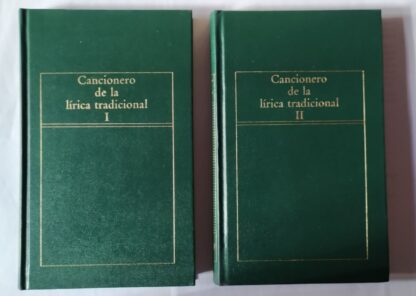 Cancionero
de la
lírica tradicional
I
Cancionero
de la
lírica tradicional
II